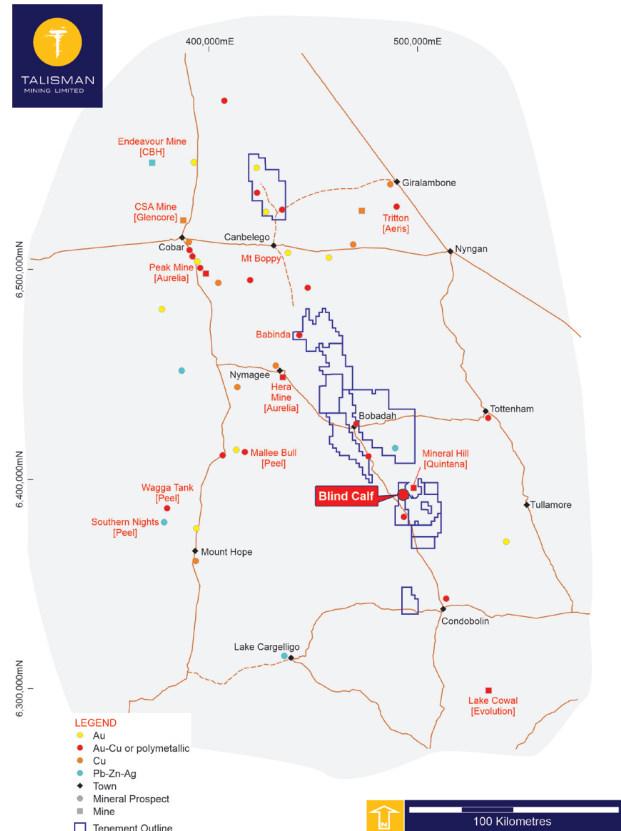 TALISMAN
MINING LIMITED
400,000mE
500,000mE
Endeavour Mine
[CBH]
Giralambone
CSA Mine
[Glencore]
Tritton
[Aeris]
Canbelego
Cobar
Nyngan
Mt Boppy
6,500,000mN
Peak Mine
[Aurelia]
Babinda
Nymagee
Hera
Mine
[Aurelia]
Tottenham
Bobadah
Mineral Hill
[Quintana]
Mallee Bull
[Peel]
6,400,000mN
Wagga Tank
[Peel]
Blind Calf
Tullamore
Southern Nights
[Peel]
Mount Hope
Condobolin
Lake Cargelligo
6,300,000mN
Lake Cowal
[Evolution]
LEGEND
Au
Au-Cu or polymetallic
Cu
Pb-Zn-Ag
Town
Mineral Prospect
Mine
Tenement Outline
N
100 Kilometres